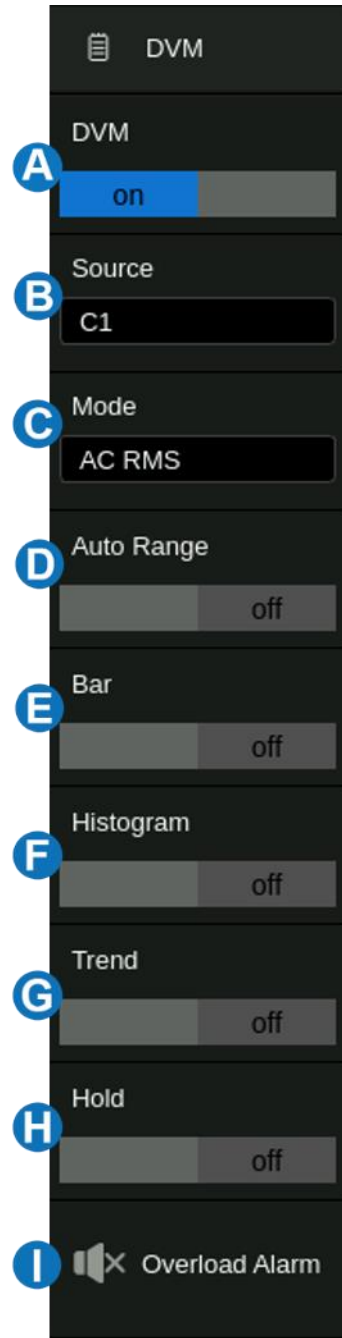 DVM
DVM
A
on
Source
B
C1
Mode
C
AC RMS
Auto Range
D
off
Bar
E
off
Histogram
F
off
Trend
G
off
Hold
H
off
I
Overload Alarm